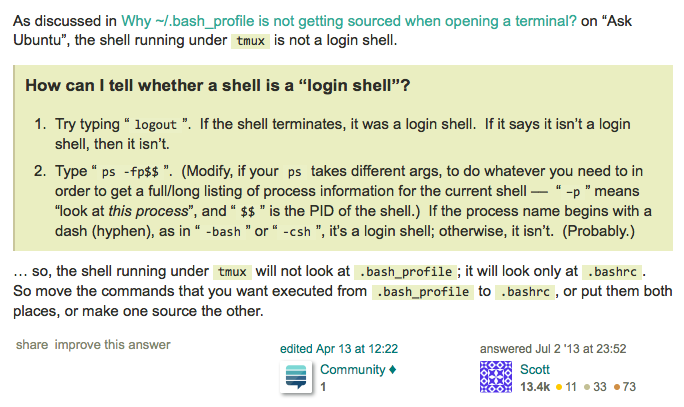 As discussed in Why ~/.bash_profile is not getting sourced when opening a terminal? on “Ask
Ubuntu”, the shell running under tmux is not a login shell.
How can I tell whether a shell is a “login shell”?
1. Try typing “ logout ”. If the shell terminates, it was a login shell. If it says it isn’t a login
shell, then it isn’t.
2. Type “ ps -fp$$ ”. (Modify, if your ps takes different args, to do whatever you need to in
order to get a full/long listing of process information for the current shell — “ -p ” means
“look at this process”, and “ $$ ” is the PID of the shell.) If the process name begins with a
dash (hyphen), as in “ -bash ” or “ -csh ”, it’s a login shell; otherwise, it isn’t. (Probably.)
… so, the shell running under tmux will not look at .bash_profile ; it will look only at .bashrc .
So move the commands that you want executed from .bash_profile to .bashrc , or put them both
places, or make one source the other.
share improve this answer
edited Apr 13 at 12:22
Community ♦
1
answered Jul 2 '13 at 23:52
Scott
13.4k ● 11 ● 33 ● 73